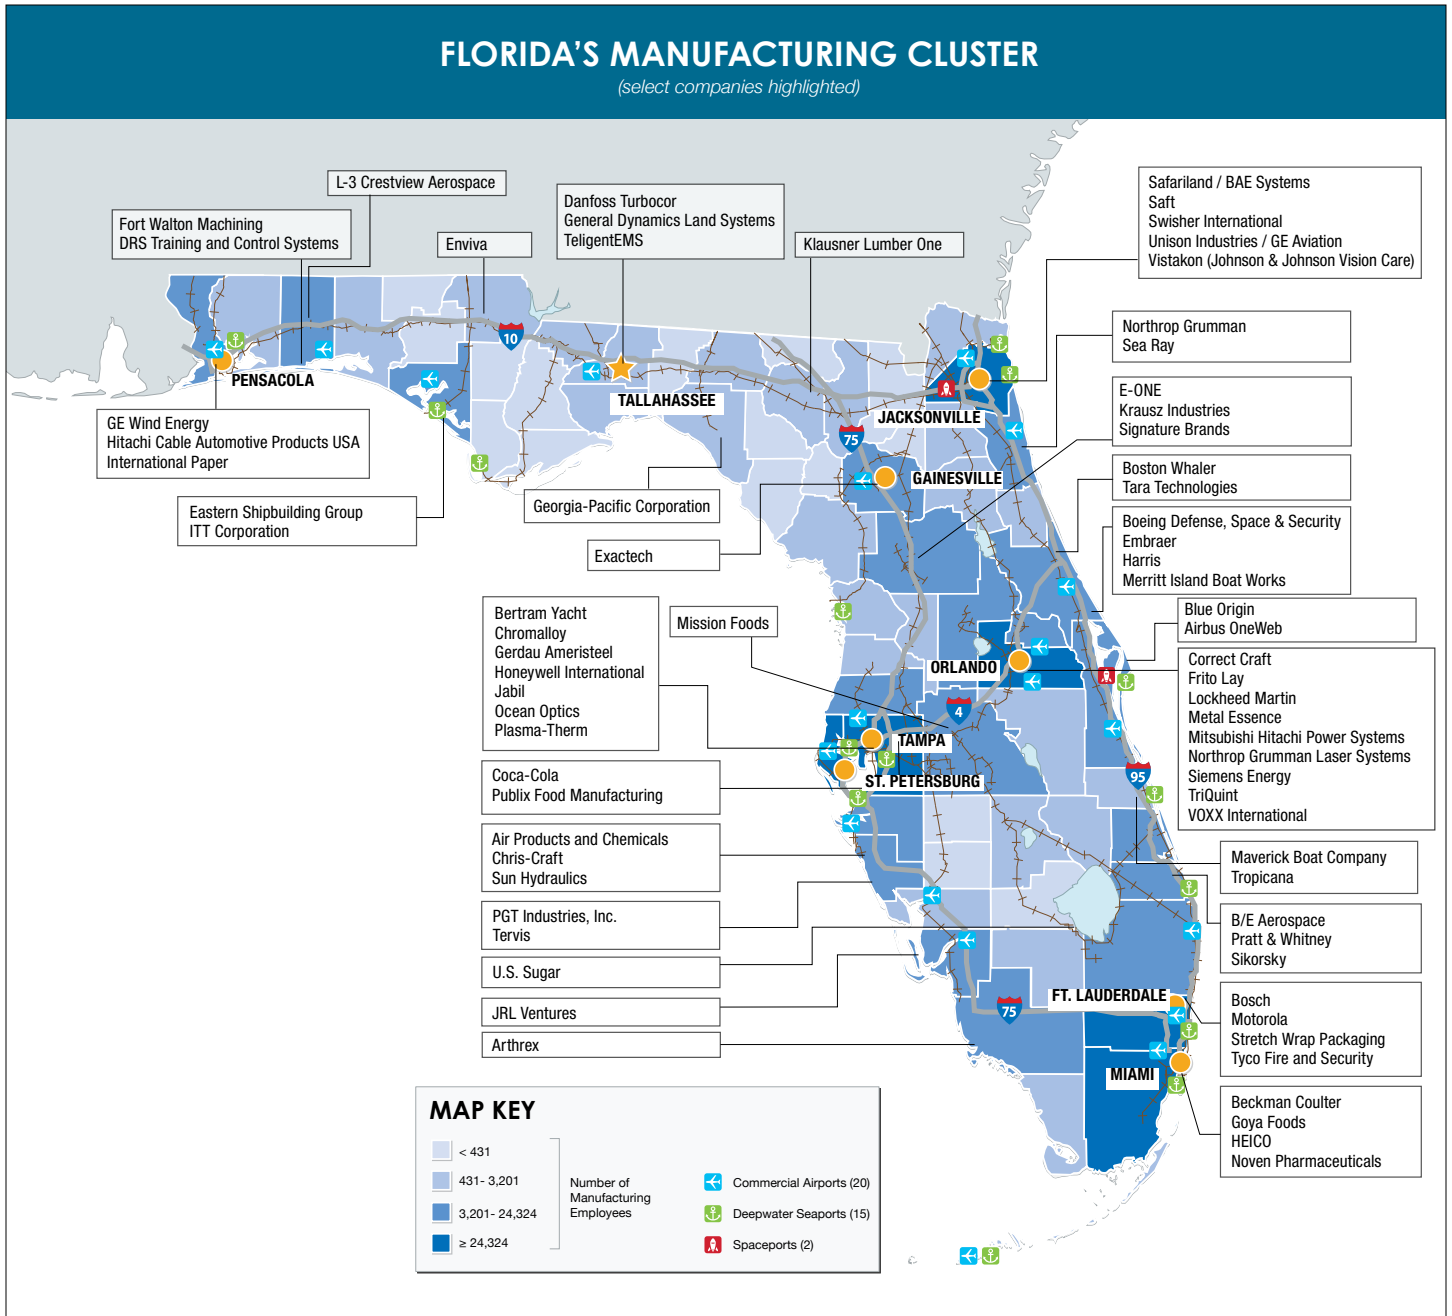 FLORIDA'S MANUFACTURING CLUSTER
(select companies highlighted)
L-3 Crestview Aerospace
Fort Walton Machining
DRS Training and Control Systems
Enviva
Danfoss Turbocor
General Dynamics Land Systems
TeligentEMS
Klausner Lumber One
Safariland / BAE Systems
Saft
Swisher International
Unison Industries / GE Aviation
Vistakon (Johnson & Johnson Vision Care)
Northrop Grumman
Sea Ray
E-ONE
Krausz Industries
Signature Brands
Boston Whaler
Tara Technologies
Boeing Defense, Space & Security
Embraer
Harris
Merritt Island Boat Works
Blue Origin
Airbus OneWeb
Correct Craft
Frito Lay
Lockheed Martin
Metal Essence
Mitsubishi Hitachi Power Systems
Northrop Grumman Laser Systems
Siemens Energy
TriQuint
VOXX International
Maverick Boat Company
Tropicana
B/E Aerospace
Pratt & Whitney
Sikorsky
Bosch
Motorola
Stretch Wrap Packaging
Tyco Fire and Security
Beckman Coulter
Goya Foods
HEICO
Noven Pharmaceuticals
10
PENSACOLA
TALLAHASSEE
JACKSONVILLE
75
GAINESVILLE
GE Wind Energy
Hitachi Cable Automotive Products USA
International Paper
Eastern Shipbuilding Group
ITT Corporation
Georgia-Pacific Corporation
Exactech
Bertram Yacht
Chromalloy
Gerdau Ameristeel
Honeywell International
Jabil
Ocean Optics
Plasma-Therm
Mission Foods
ORLANDO
4
TAMPA
ST. PETERSBURG
95
Coca-Cola
Publix Food Manufacturing
Air Products and Chemicals
Chris-Craft
Sun Hydraulics
PGT Industries, Inc.
Tervis
U.S. Sugar
JRL Ventures
Arthrex
FT. LAUDERDALE
75
MIAMI
MAP KEY
< 431
431- 3,201
3,201- 24,324
≥ 24,324
Number of
Manufacturing
Employees
Commercial Airports (20)
Deepwater Seaports (15)
Spaceports (2)